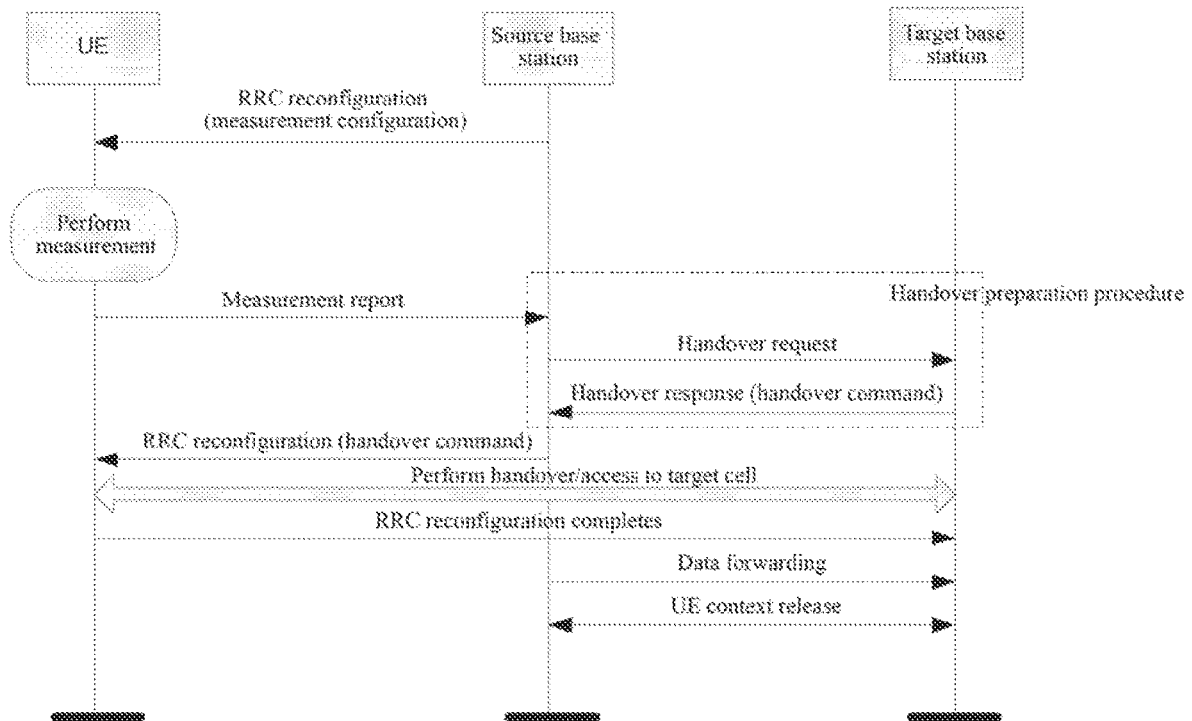 UE
Source base
station
Target base
station
RRC reconfiguration
(measurement configuration)
Perform
measurement
Measurement report
Handover preparation procedure
Handover request
Handover response (handover command)
RRC reconfiguration (handover command)
Perform handover/access to target cell
RRC reconfiguration completes
Data forwarding
UE context release